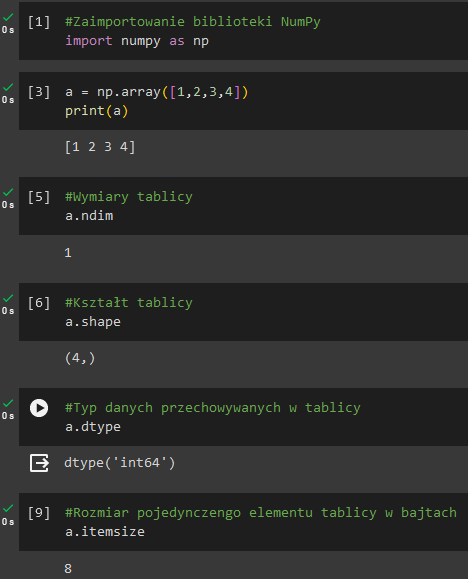 0s
[1] #Zaimportowanie biblioteki NumPy
import numpy as np
0s
[3] a = np.array([1,2,3,4])
print(a)
[1 2 3 4]
0s
[5] #Wymiary tablicy
a.ndim
1
0s
[6] #Kształt tablicy
a.shape
(4,)
0s
#Typ danych przechowywanych w tablicy
a.dtype
dtype('int64')
0s
[9] #Rozmiar pojedynczengo elementu tablicy w bajtach
a.itemsize
8